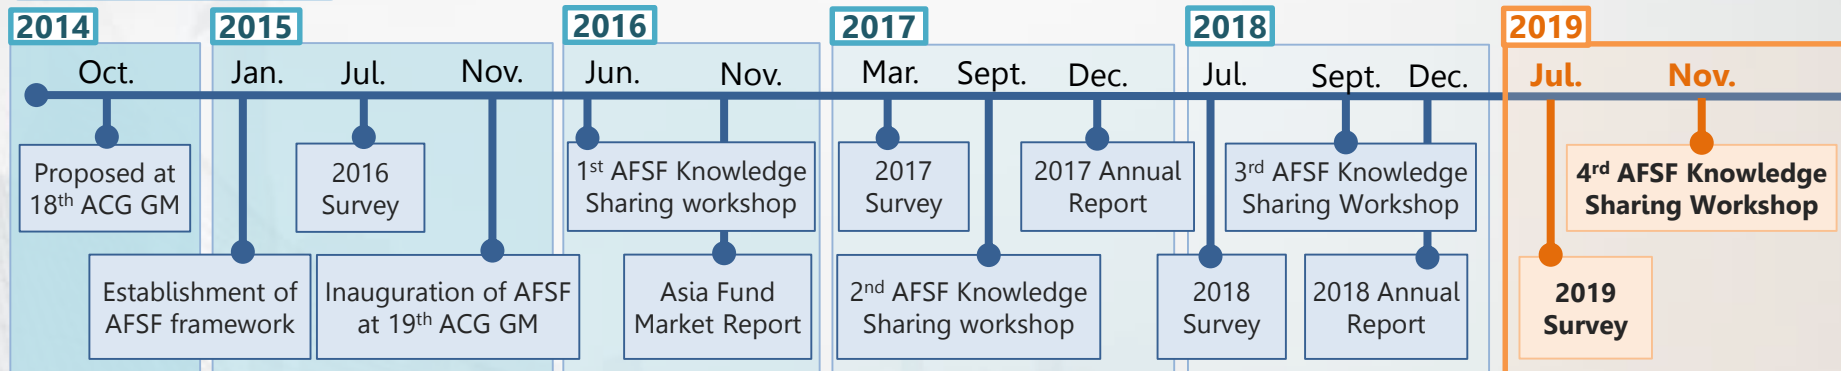 2014
2015
2016
2017
2018
2019
Oct.
Jan.
Jul.
Nov.
Jun.
Nov.
Mar.
Sept.
Dec.
Jul.
Sept.
Dec.
Jul.
Nov.
Proposed at
18th ACG GM
2016
Survey
1st AFSF Knowledge
Sharing workshop
2017
Survey
2017 Annual
Report
3rd AFSF Knowledge
Sharing Workshop
4rd AFSF Knowledge
Sharing Workshop
Establishment of
AFSF framework
Inauguration of AFSF
at 19th ACG GM
Asia Fund
Market Report
2nd AFSF Knowledge
Sharing workshop
2018
Survey
2018 Annual
Report
2019
Survey